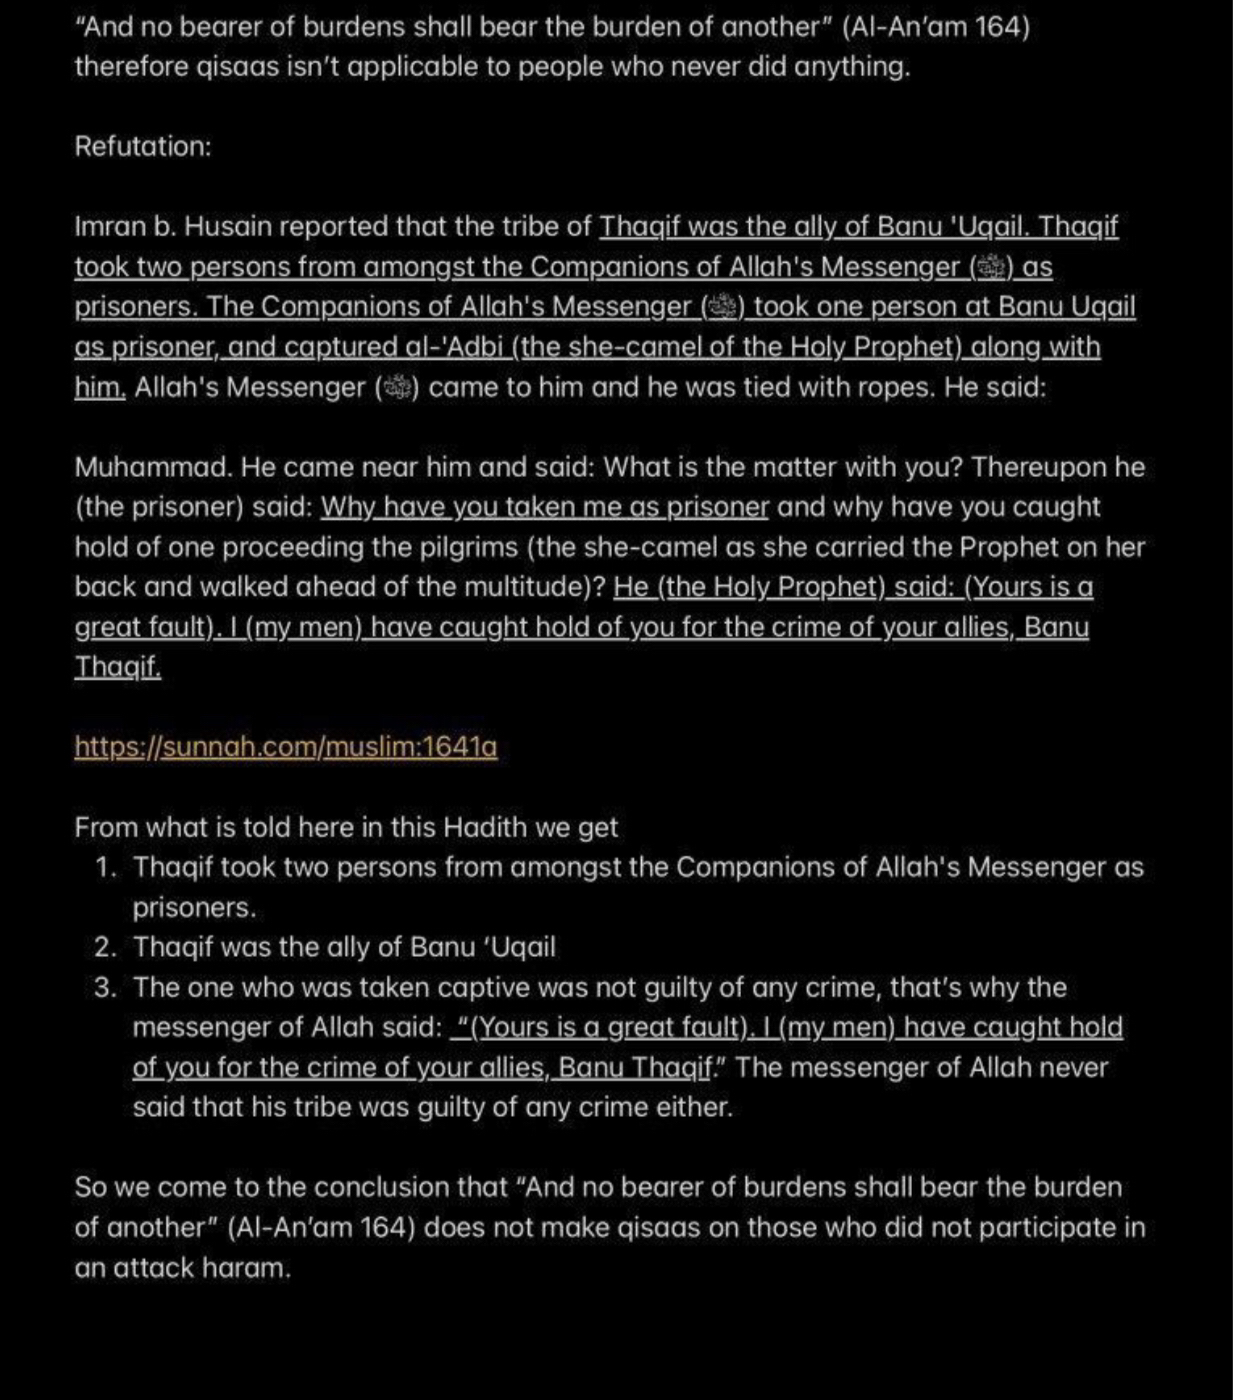 “And no bearer of burdens shall bear the burden of another” (Al-An’am 164)
therefore qisaas isn’t applicable to people who never did anything.
Refutation:
Imran b. Husain reported that the tribe of Thaqif was the ally of Banu 'Uqail. Thaqif
took two persons from amongst the Companions of Allah's Messenger (ﷺ) as
prisoners. The Companions of Allah's Messenger (ﷺ) took one person at Banu Uqail
as prisoner, and captured al-'Adbi (the she-camel of the Holy Prophet) along with
him. Allah's Messenger (ﷺ) came to him and he was tied with ropes. He said:
Muhammad. He came near him and said: What is the matter with you? Thereupon he
(the prisoner) said: Why have you taken me as prisoner and why have you caught
hold of one proceeding the pilgrims (the she-camel as she carried the Prophet on her
back and walked ahead of the multitude)? He (the Holy Prophet) said: (Yours is a
great fault). I (my men) have caught hold of you for the crime of your allies, Banu
Thaqif.
https://sunnah.com/muslim:1641a
From what is told here in this Hadith we get
1. Thaqif took two persons from amongst the Companions of Allah's Messenger as
prisoners.
2. Thaqif was the ally of Banu ‘Uqail
3. The one who was taken captive was not guilty of any crime, that’s why the
messenger of Allah said: “(Yours is a great fault). I (my men) have caught hold
of you for the crime of your allies, Banu Thaqif.” The messenger of Allah never
said that his tribe was guilty of any crime either.
So we come to the conclusion that “And no bearer of burdens shall bear the burden
of another” (Al-An’am 164) does not make qisaas on those who did not participate in
an attack haram.